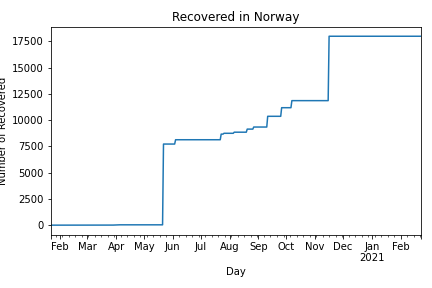 Recovered in Norway
Number of Recovered
17500
15000
12500
10000
7500
5000
2500
0
Feb Mar Apr May Jun Jul Aug Sep Oct Nov Dec Jan Feb
2021
Day